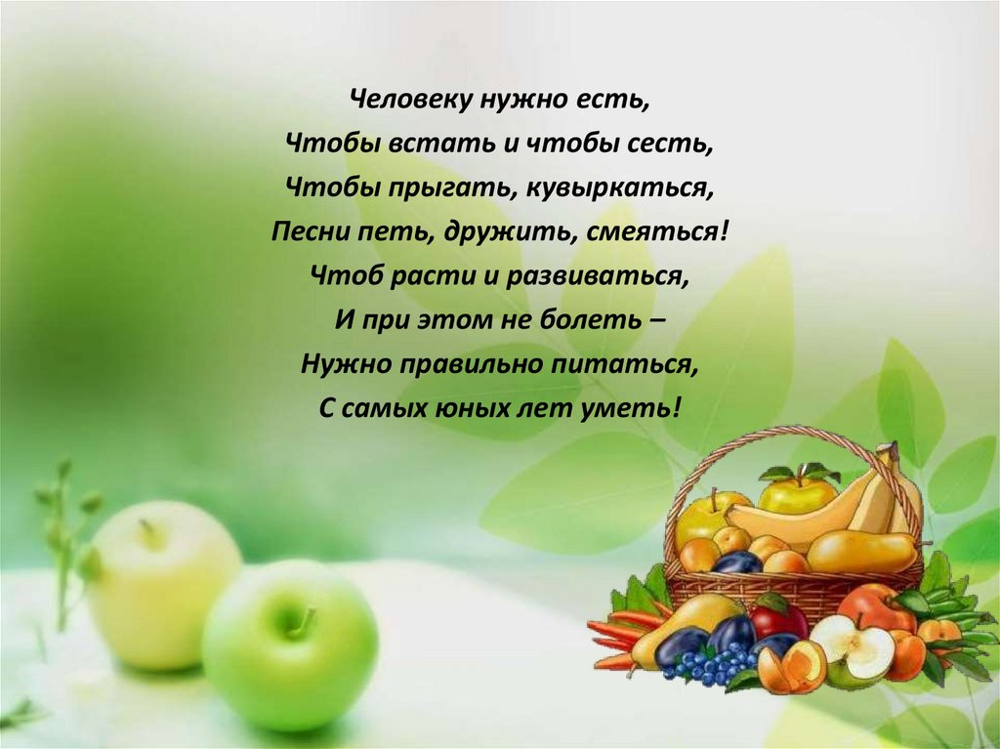 Человеку нужно есть,
Чтобы встать и чтобы сесть,
Чтобы прыгать, кувыркаться,
Песни петь, дружить, смеяться!
Чтоб расти и развиваться,
И при этом не болеть –
Нужно правильно питаться,
С самых юных лет уметь!